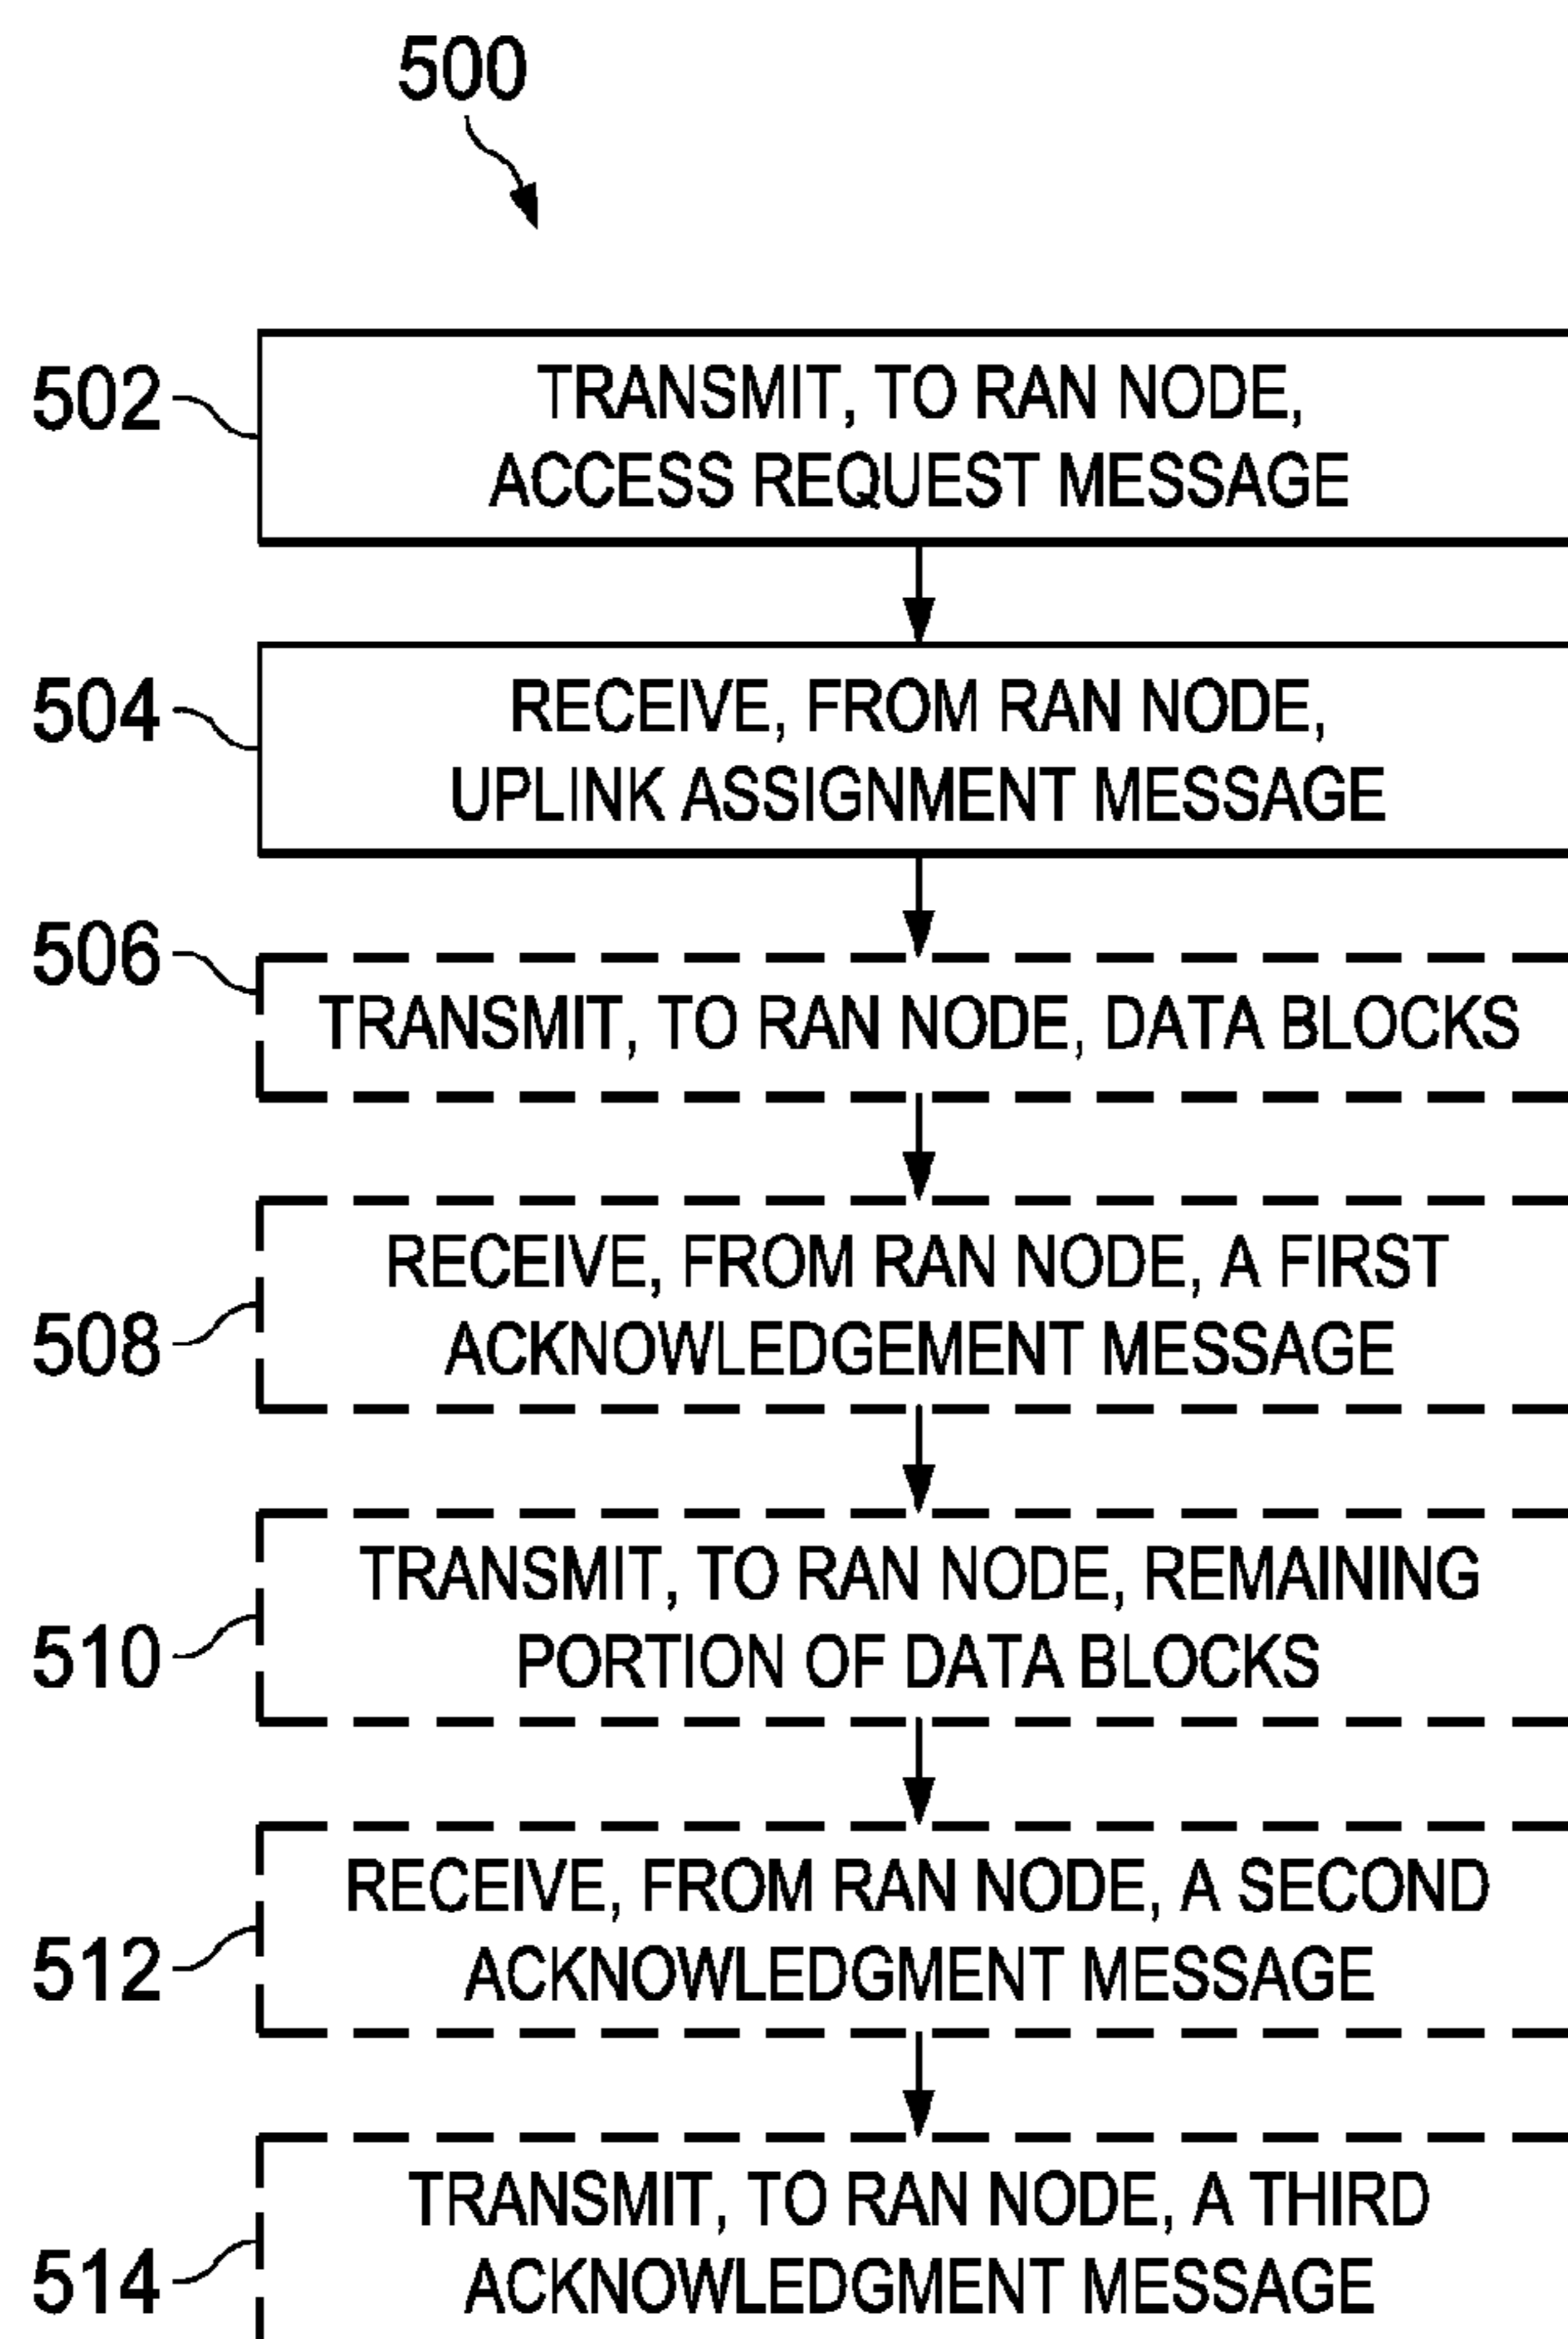 500
502
TRANSMIT, TO RAN NODE,
ACCESS REQUEST MESSAGE
504
RECEIVE, FROM RAN NODE,
UPLINK ASSIGNMENT MESSAGE
506
TRANSMIT, TO RAN NODE, DATA BLOCKS
508
RECEIVE, FROM RAN NODE, A FIRST
ACKNOWLEDGEMENT MESSAGE
510
TRANSMIT, TO RAN NODE, REMAINING
PORTION OF DATA BLOCKS
512
RECEIVE, FROM RAN NODE, A SECOND
ACKNOWLEDGMENT MESSAGE
514
TRANSMIT, TO RAN NODE, A THIRD
ACKNOWLEDGMENT MESSAGE